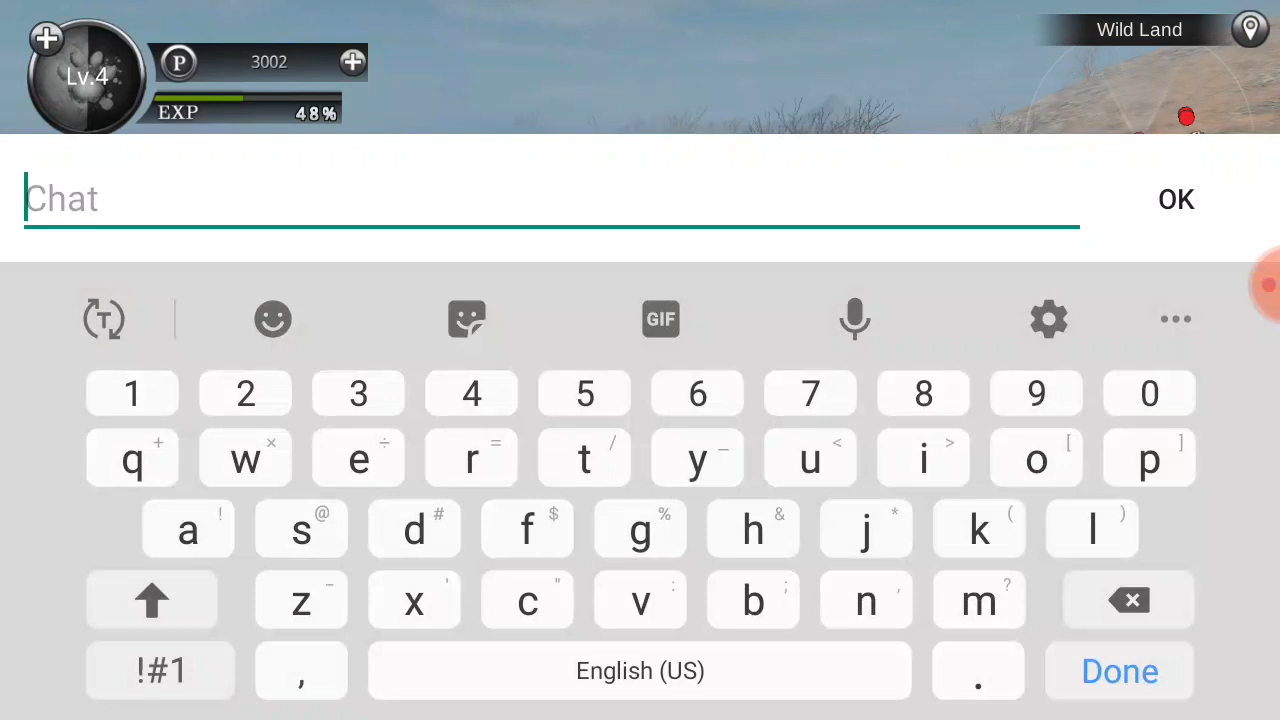 Lv.4
P 3002
EXP 48%
Wild Land
Chat
OK
T GIF
1 2 3 4 5 6 7 8 9 0
q + w × e ÷ r = t / y _ u < i > o [ p ]
a ! s @ d # f $ g % h & j * k ( l )
z - x ' c " v : b ; n , m ?
!#1 , English (US) . Done